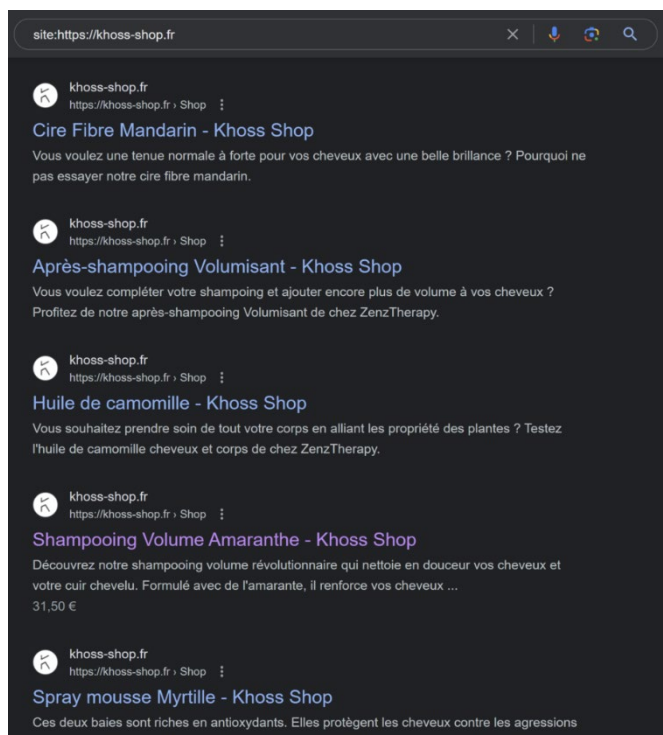 site:https://khoss-shop.fr
khoss-shop.fr
https://khoss-shop.fr › Shop
Cire Fibre Mandarin - Khoss Shop
Vous voulez une tenue normale à forte pour vos cheveux avec une belle brillance ? Pourquoi ne
pas essayer notre cire fibre mandarin.
khoss-shop.fr
https://khoss-shop.fr › Shop
Après-shampooing Volumisant - Khoss Shop
Vous voulez compléter votre shampoing et ajouter encore plus de volume à vos cheveux ?
Profitez de notre après-shampooing Volumisant de chez ZenzTherapy.
khoss-shop.fr
https://khoss-shop.fr › Shop
Huile de camomille - Khoss Shop
Vous souhaitez prendre soin de tout votre corps en alliant les propriété des plantes ? Testez
l'huile de camomille cheveux et corps de chez ZenzTherapy.
khoss-shop.fr
https://khoss-shop.fr › Shop
Shampooing Volume Amaranthe - Khoss Shop
Découvrez notre shampooing volume révolutionnaire qui nettoie en douceur vos cheveux et
votre cuir chevelu. Formulé avec de l'amarante, il renforce vos cheveux ...
31,50 €
khoss-shop.fr
https://khoss-shop.fr › Shop
Spray mousse Myrtille - Khoss Shop
Ces deux baies sont riches en antioxydants. Elles protègent les cheveux contre les agressions